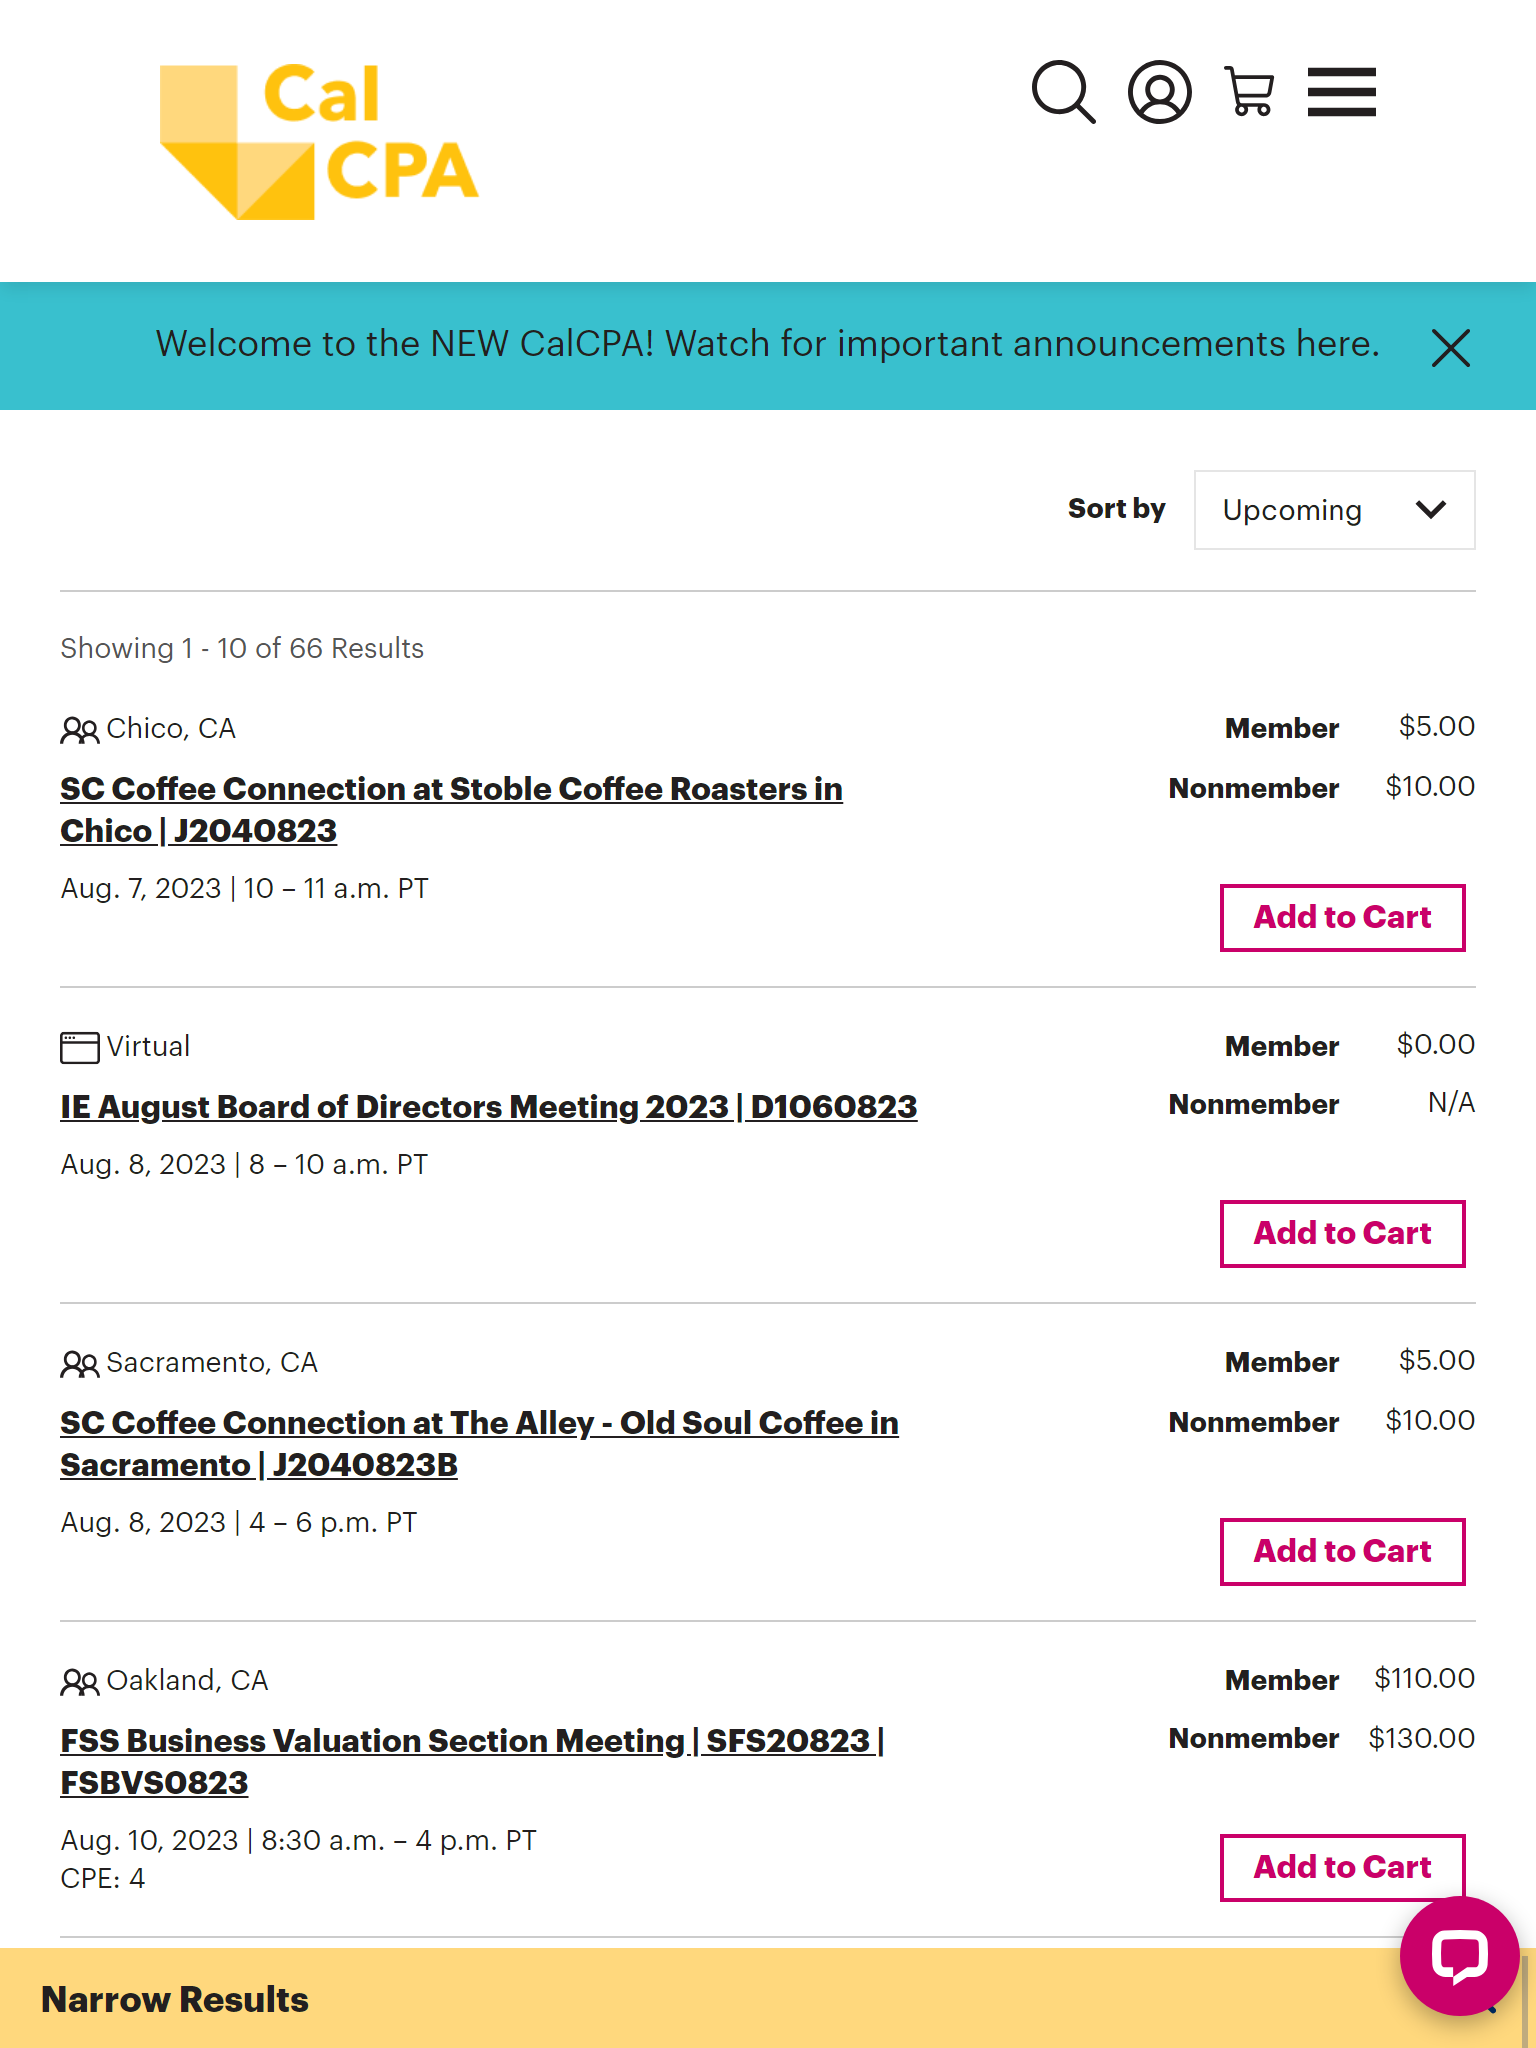 Cal
CPA
Welcome to the NEW CalCPA! Watch for important announcements here.
Sort by Upcoming
Showing 1 - 10 of 66 Results
Chico, CA
Member $5.00
SC Coffee Connection at Stoble Coffee Roasters in
Chico | J2040823
Nonmember $10.00
Aug. 7, 2023 | 10 – 11 a.m. PT
Add to Cart
Virtual
Member $0.00
IE August Board of Directors Meeting 2023 | D1060823
Nonmember N/A
Aug. 8, 2023 | 8 – 10 a.m. PT
Add to Cart
Sacramento, CA
Member $5.00
SC Coffee Connection at The Alley - Old Soul Coffee in
Sacramento | J2040823B
Nonmember $10.00
Aug. 8, 2023 | 4 – 6 p.m. PT
Add to Cart
Oakland, CA
Member $110.00
FSS Business Valuation Section Meeting | SFS20823 |
FSBVS0823
Nonmember $130.00
Aug. 10, 2023 | 8:30 a.m. – 4 p.m. PT
CPE: 4
Add to Cart
Narrow Results